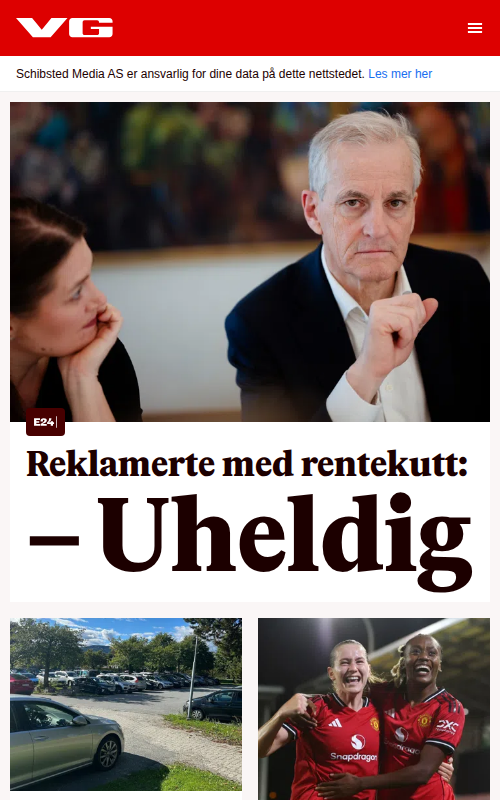 VG
Schibsted Media AS er ansvarlig for dine data på dette nettstedet. Les mer her
E24
Reklamerte med rentekutt:
– Uheldig
Snapdragon
DXC